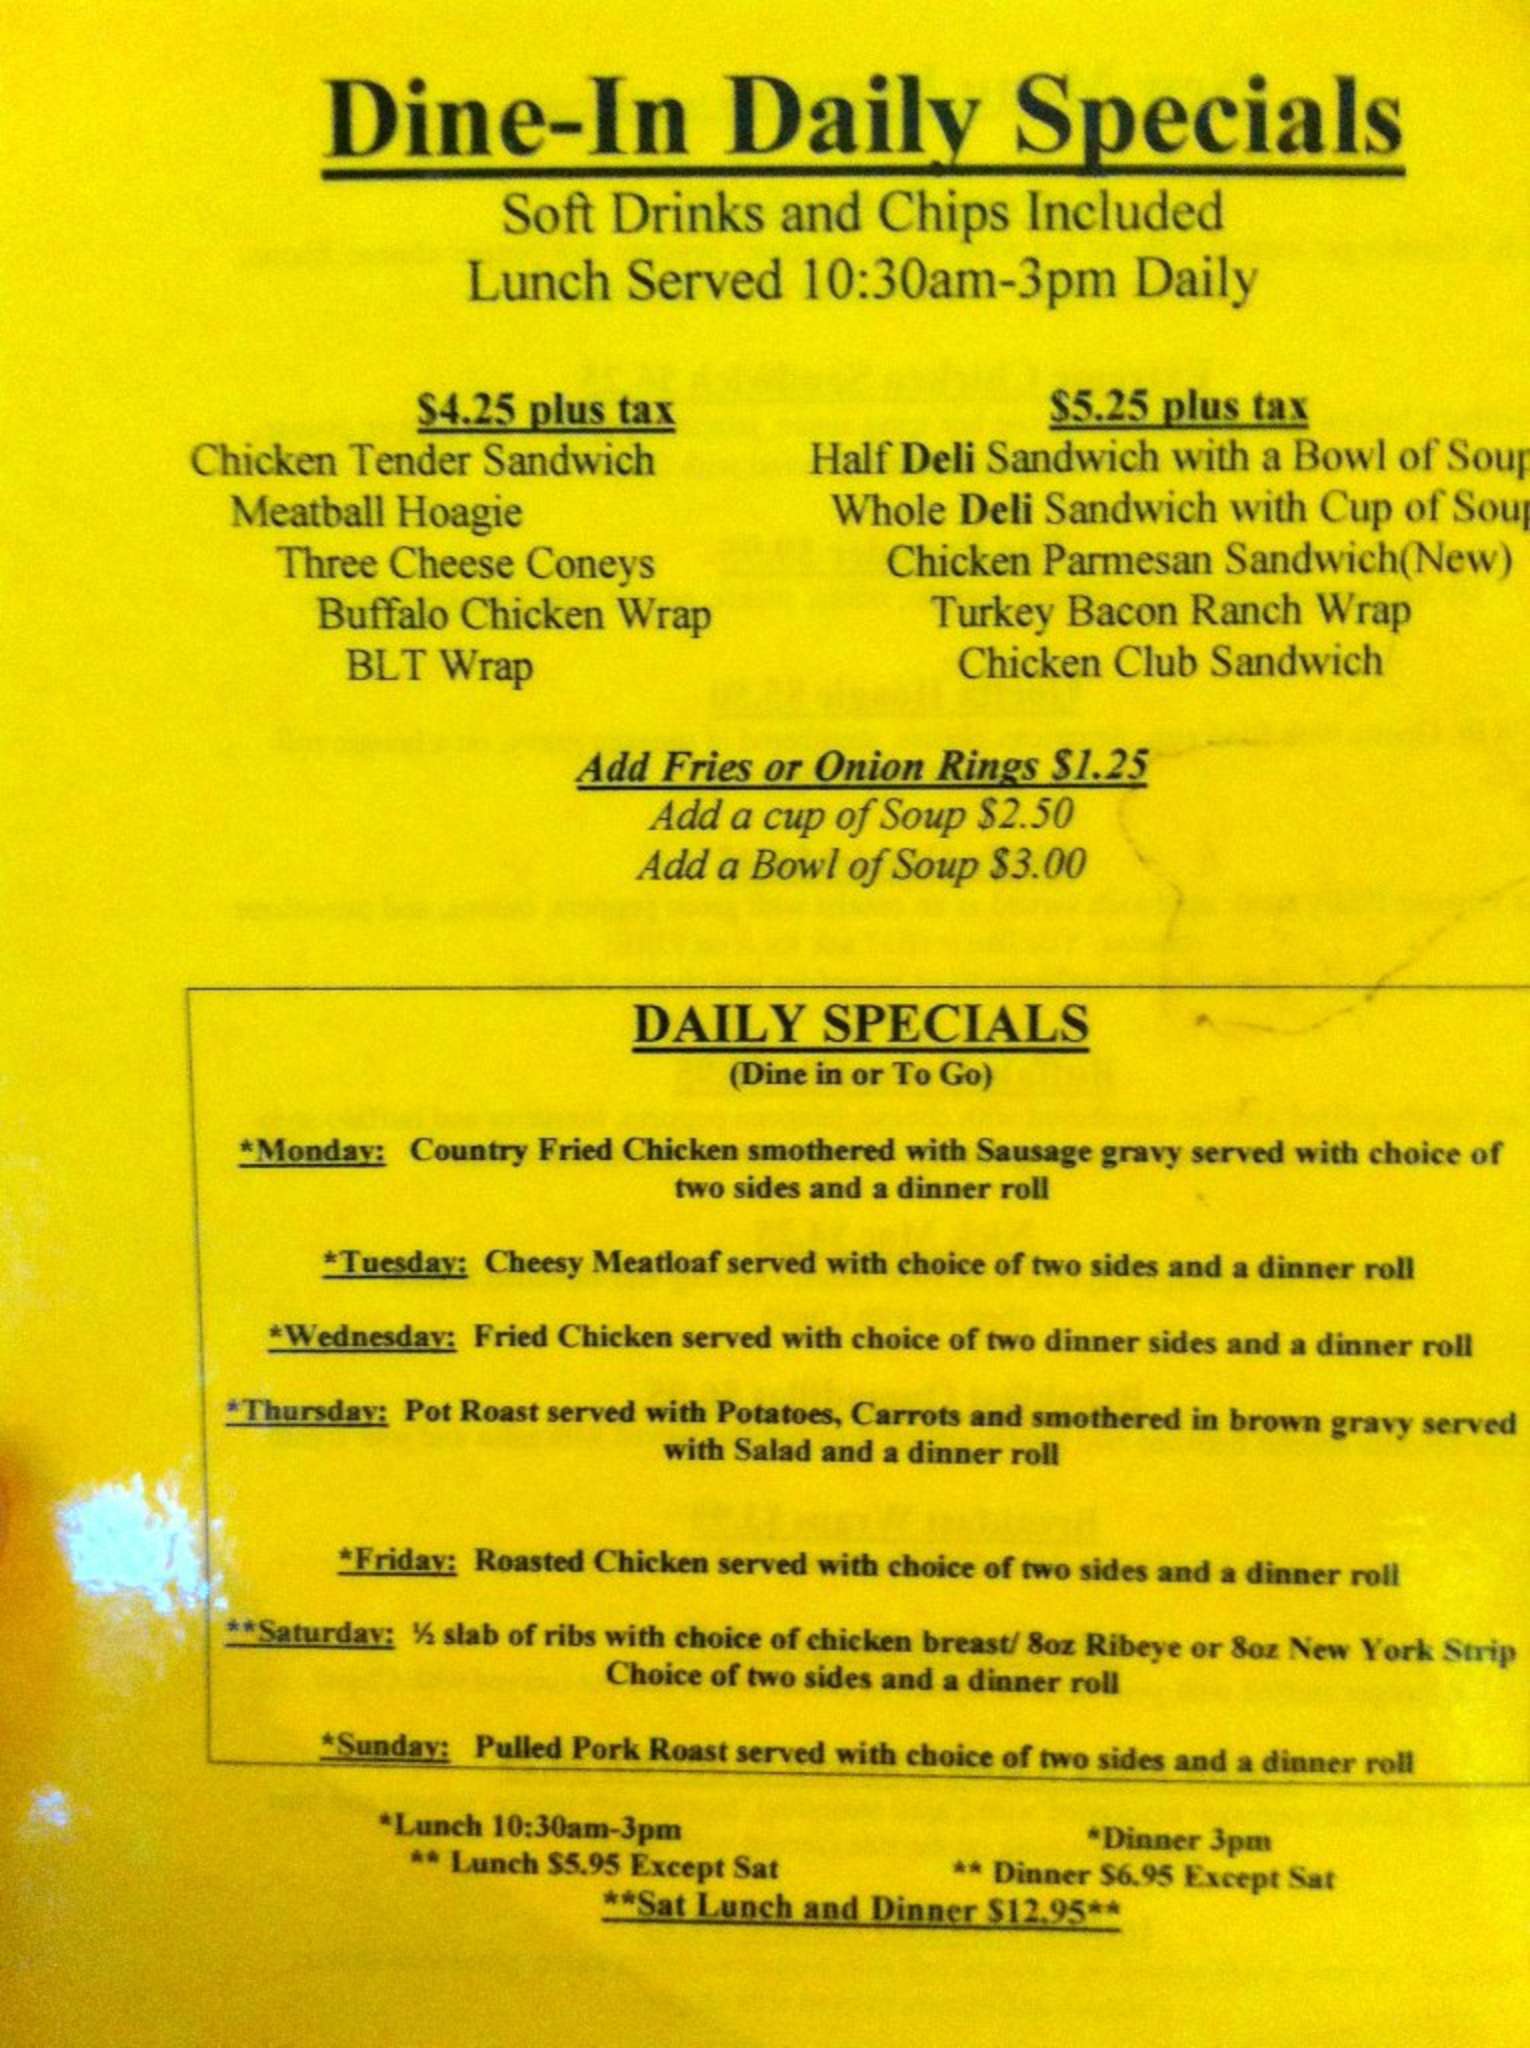 Dine-In Daily Specials
Soft Drinks and Chips Included
Lunch Served 10:30am-3pm Daily
$4.25 plus tax
Chicken Tender Sandwich
Meatball Hoagie
Three Cheese Coneys
Buffalo Chicken Wrap
BLT Wrap
$5.25 plus tax
Half Deli Sandwich with a Bowl of Soup
Whole Deli Sandwich with Cup of Soup
Chicken Parmesan Sandwich(New)
Turkey Bacon Ranch Wrap
Chicken Club Sandwich
Add Fries or Onion Rings $1.25
Add a cup of Soup $2.50
Add a Bowl of Soup $3.00
DAILY SPECIALS
(Dine in or To Go)
*Monday: Country Fried Chicken smothered with Sausage gravy served with choice of
two sides and a dinner roll
*Tuesday: Cheesy Meatloaf served with choice of two sides and a dinner roll
*Wednesday: Fried Chicken served with choice of two dinner sides and a dinner roll
*Thursday: Pot Roast served with Potatoes, Carrots and smothered in brown gravy served
with Salad and a dinner roll
*Friday: Roasted Chicken served with choice of two sides and a dinner roll
**Saturday: ½ slab of ribs with choice of chicken breast/ 8oz Ribeye or 8oz New York Strip
Choice of two sides and a dinner roll
*Sunday: Pulled Pork Roast served with choice of two sides and a dinner roll
*Lunch 10:30am-3pm
** Lunch $5.95 Except Sat
*Dinner 3pm
** Dinner $6.95 Except Sat
**Sat Lunch and Dinner $12.95**